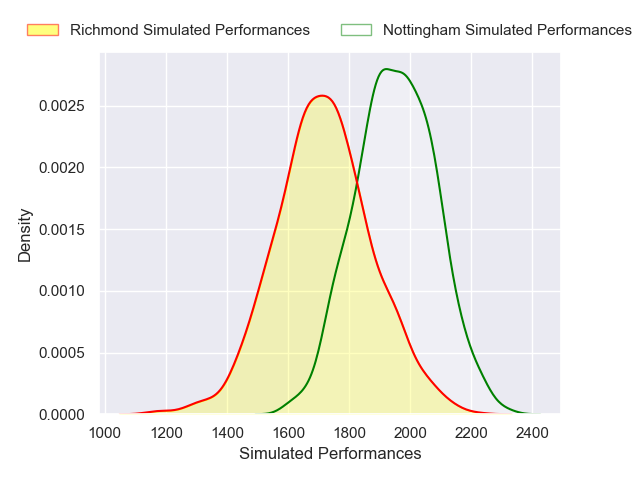 Richmond Simulated Performances
Nottingham Simulated Performances
Density
0.0025
0.0020
0.0015
0.0010
0.0005
0.0000
1000 1200 1400 1600 1800 2000 2200 2400
Simulated Performances